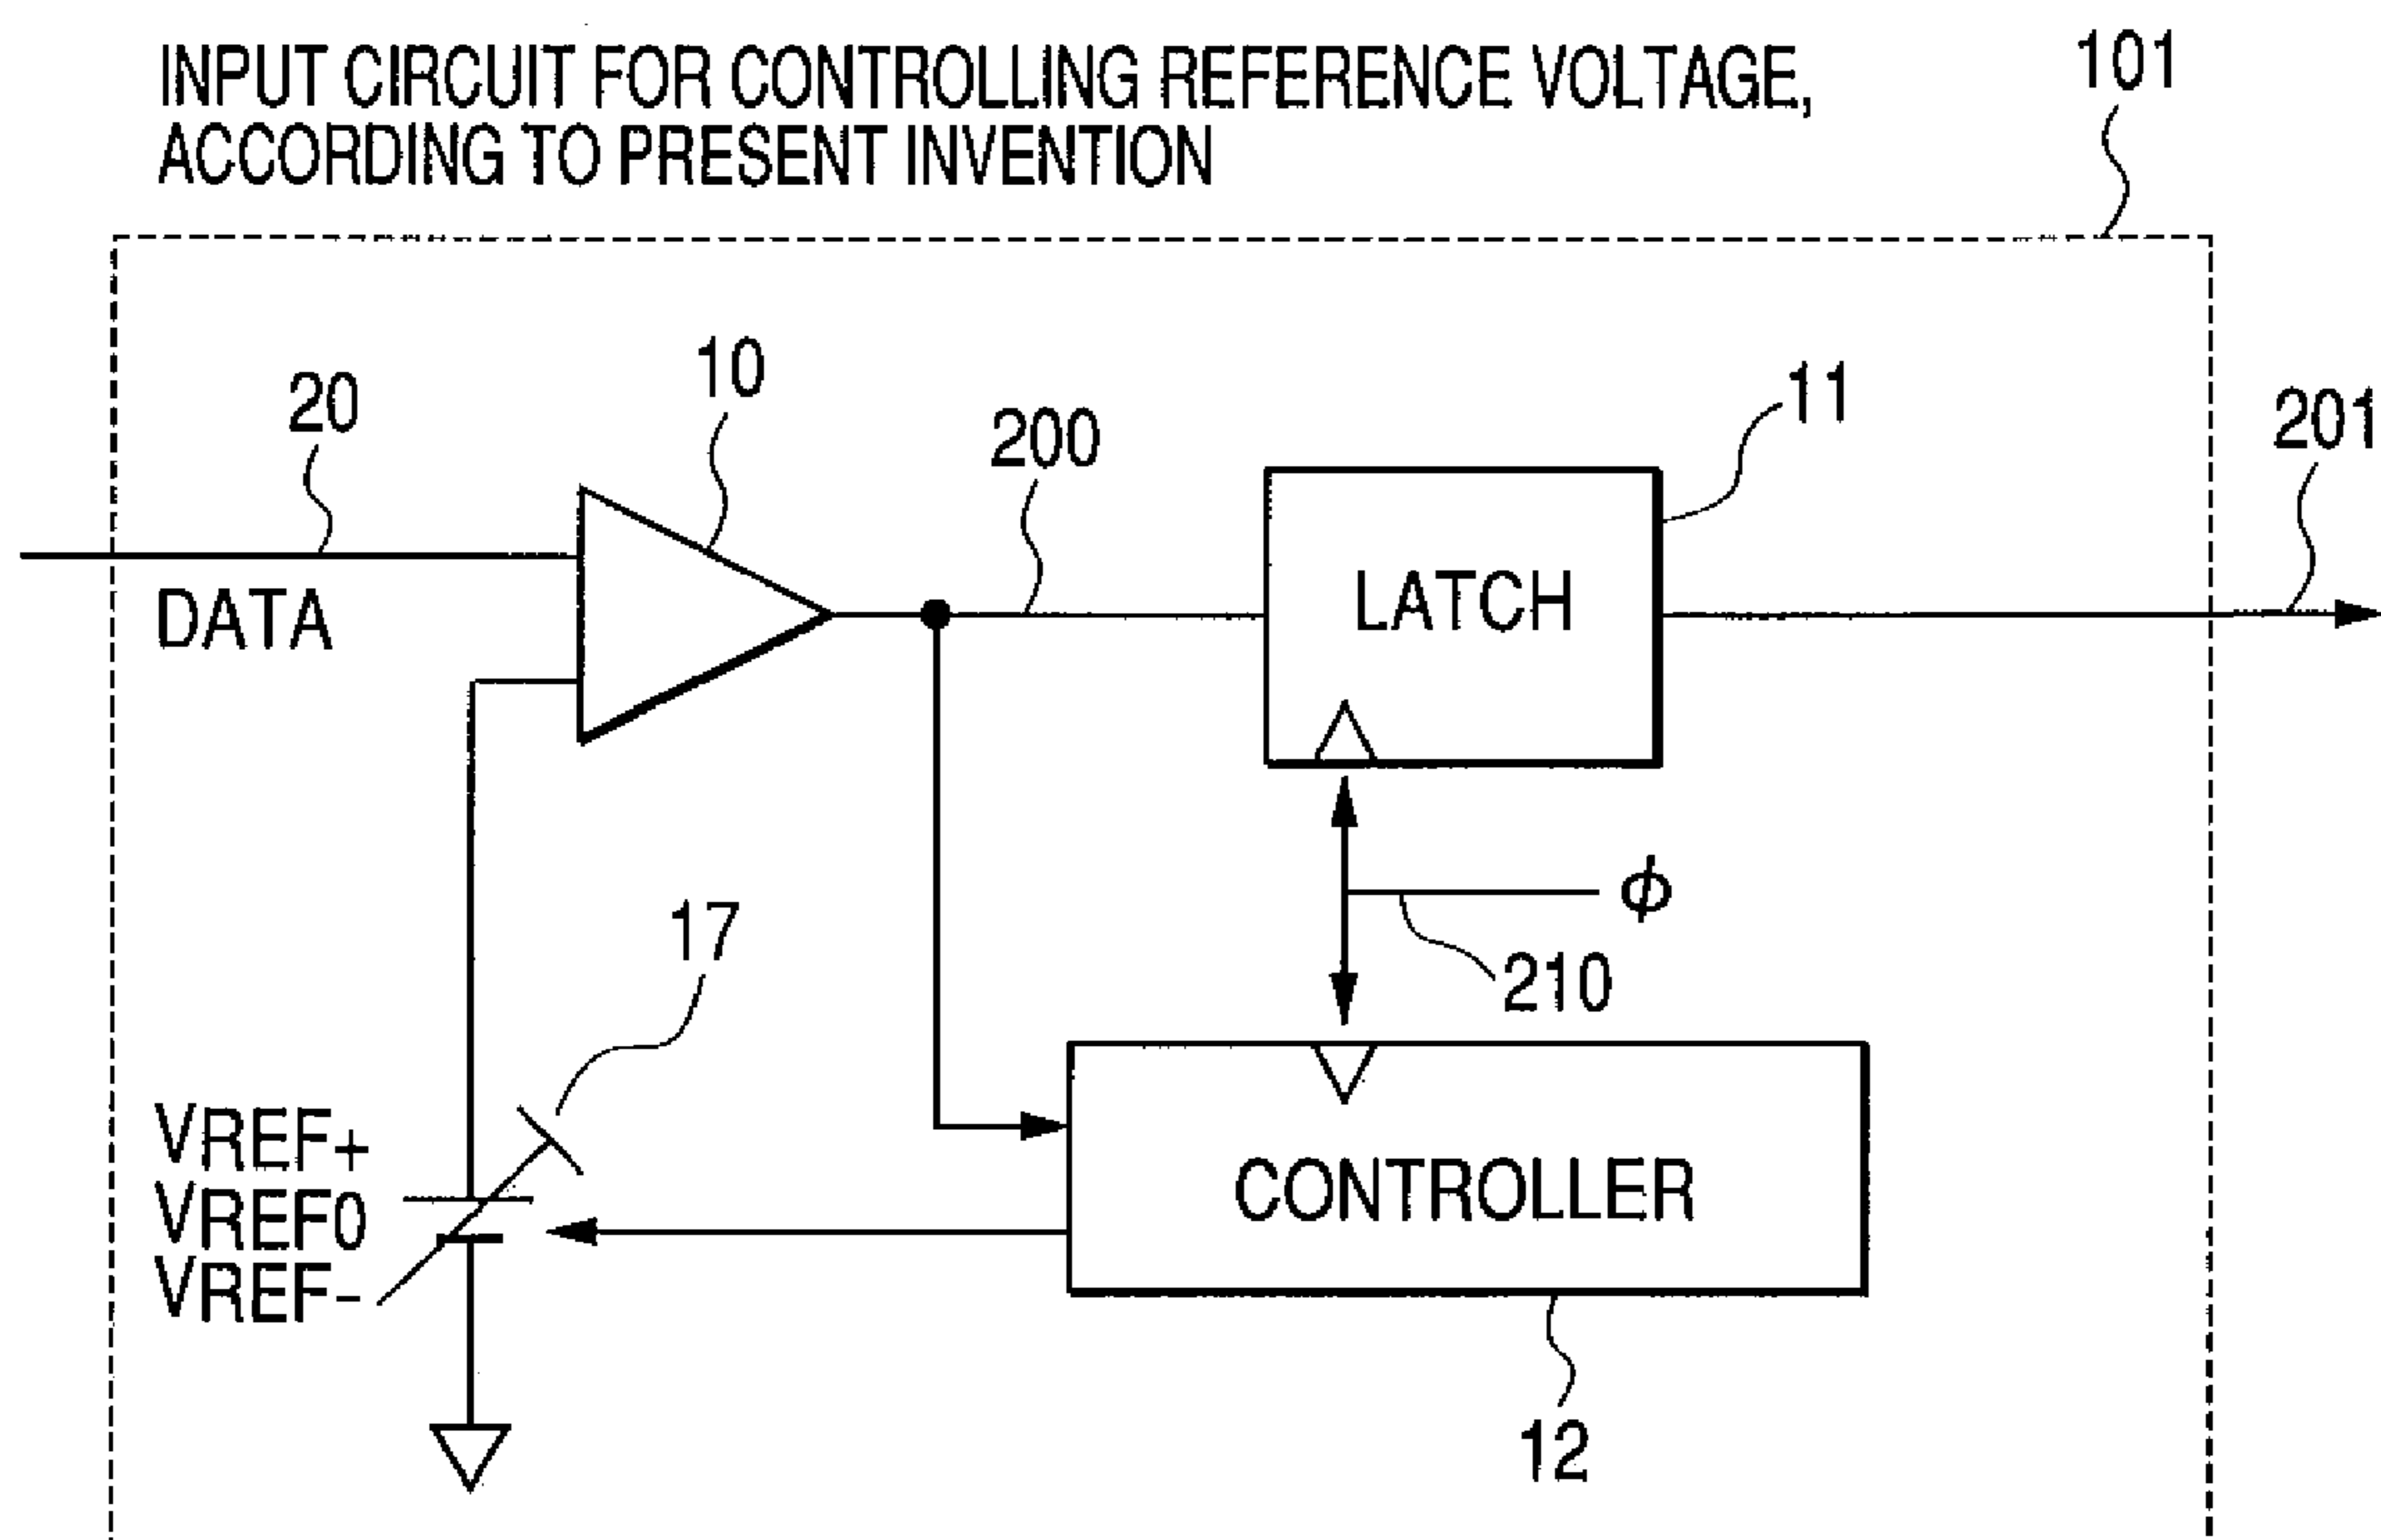 INPUT CIRCUIT FOR CONTROLLING REFERENCE VOLTAGE,
ACCORDING TO PRESENT INVENTION
101
10
20
200
11
201
DATA
LATCH
ϕ
210
17
VREF+
VREF0
VREF-
CONTROLLER
12